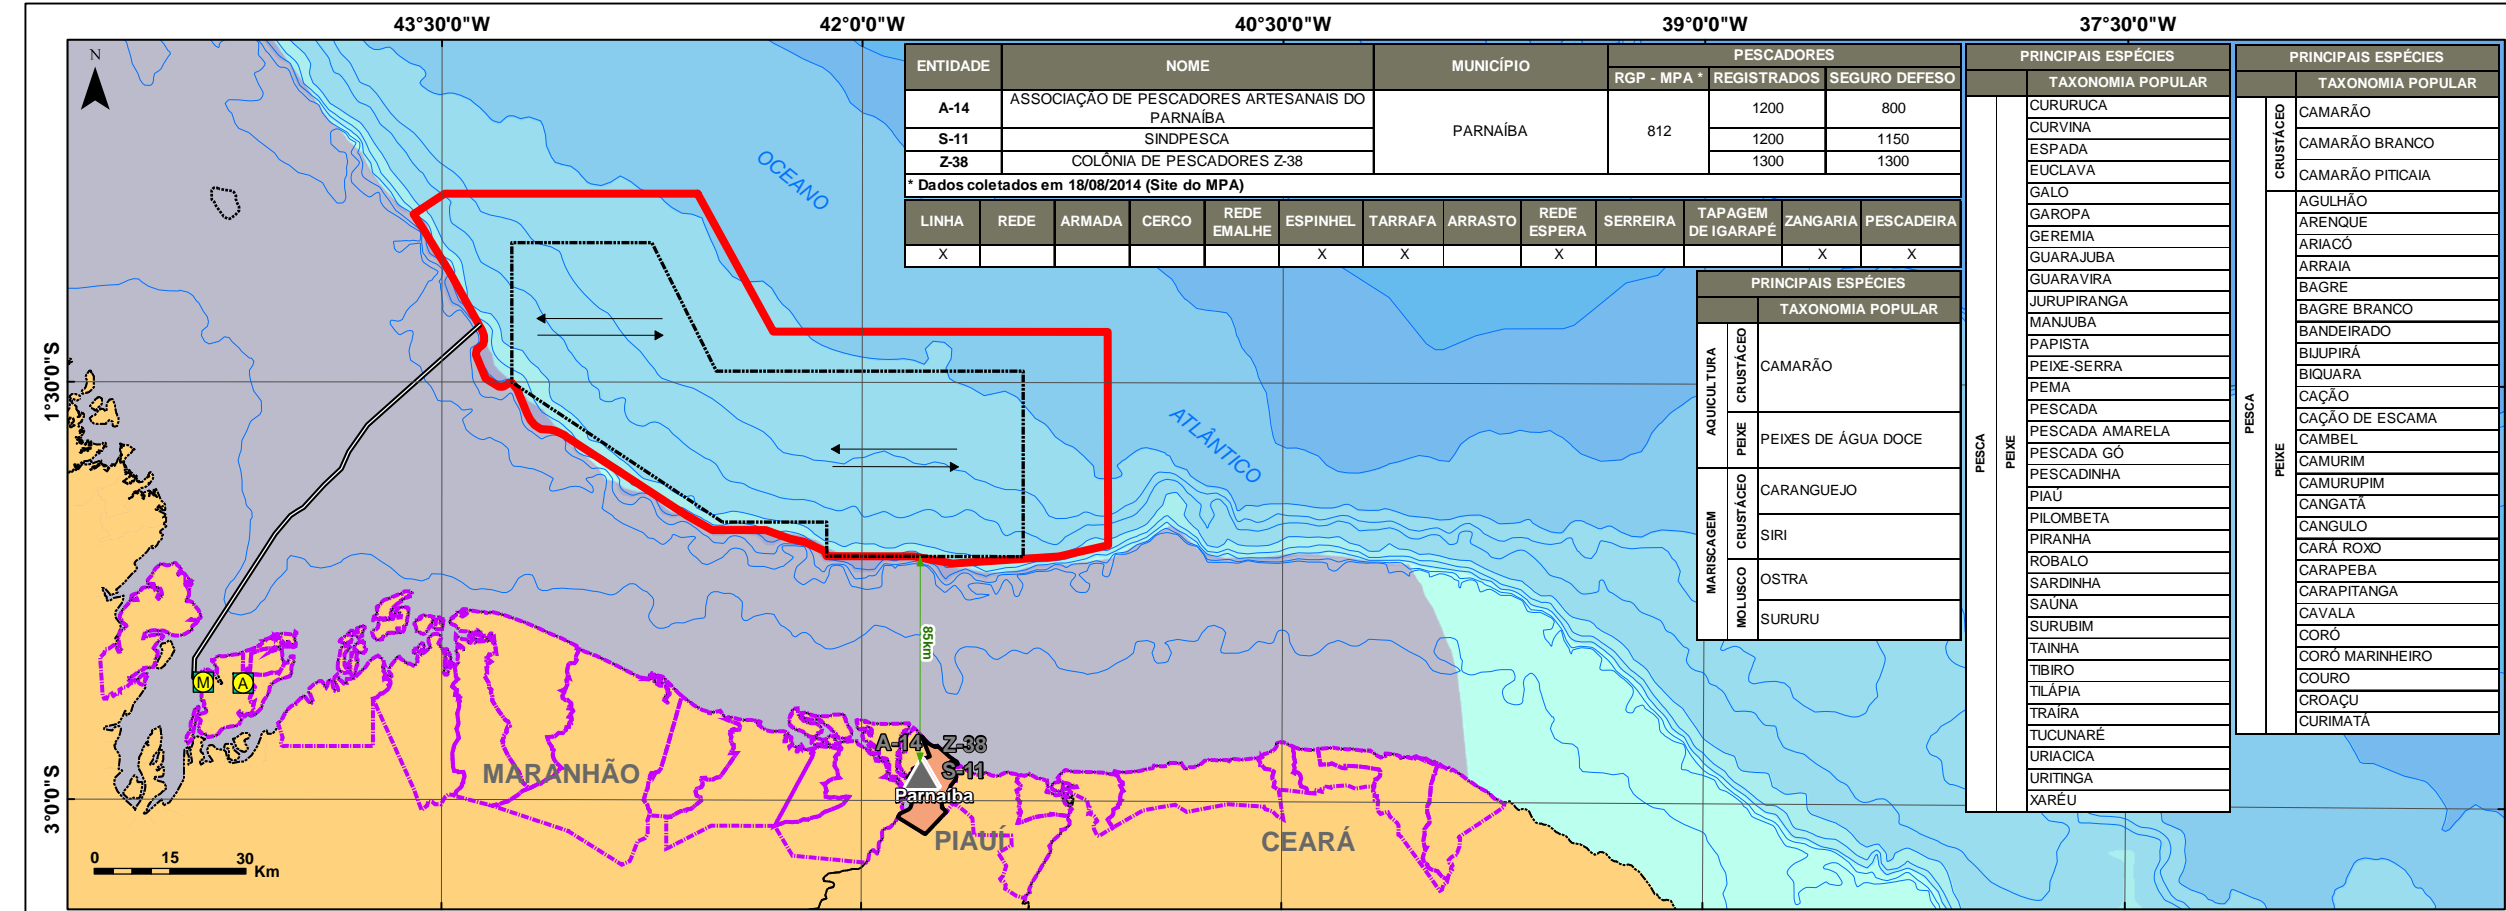 43°30'0"W 42°0'0"W 40°30'0"W 39°0'0"W 37°30'0"W
1°30'0"S
3°0'0"S
N
OCEANO
ATLÂNTICO
85km
M
A
MARANHÃO
A-14
Z-38
S-11
Parnaíba
PIAUÍ
CEARÁ
0 15 30
Km
ENTIDADE NOME MUNICÍPIO PESCADORES
RGP - MPA * REGISTRADOS SEGURO DEFESO
A-14 ASSOCIAÇÃO DE PESCADORES ARTESANAIS DO PARNAÍBA PARNAÍBA 812 1200 800
S-11 SINDPESCA 1200 1150
Z-38 COLÔNIA DE PESCADORES Z-38 1300 1300
* Dados coletados em 18/08/2014 (Site do MPA)
LINHA REDE ARMADA CERCO REDE EMALHE ESPINHEL TARRAFA ARRASTO REDE ESPERA SERREIRA TAPAGEM DE IGARAPÉ ZANGARIA PESCADEIRA
X X X X X X
PRINCIPAIS ESPÉCIES
TAXONOMIA POPULAR
AQUICULTURA
CRUSTÁCEO
CAMARÃO
PEIXE
PEIXES DE ÁGUA DOCE
MARISCAGEM
CRUSTÁCEO
CARANGUEJO
SIRI
MOLUSCO
OSTRA
SURURU
PRINCIPAIS ESPÉCIES
TAXONOMIA POPULAR
PESCA
PEIXE
CURURUCA
CURVINA
ESPADA
EUCLAVA
GALO
GAROPA
GEREMIA
GUARAJUBA
GUARAVIRA
JURUPIRANGA
MANJUBA
PAPISTA
PEIXE-SERRA
PEMA
PESCADA
PESCADA AMARELA
PESCADA GÓ
PESCADINHA
PIAÚ
PILOMBETA
PIRANHA
ROBALO
SARDINHA
SAÚNA
SURUBIM
TAINHA
TIBIRO
TILÁPIA
TRAÍRA
TUCUNARÉ
URIACICA
URITINGA
XARÉU
PRINCIPAIS ESPÉCIES
TAXONOMIA POPULAR
PESCA
CRUSTÁCEO
CAMARÃO
CAMARÃO BRANCO
CAMARÃO PITICAIA
PEIXE
AGULHÃO
ARENQUE
ARIACÓ
ARRAIA
BAGRE
BAGRE BRANCO
BANDEIRADO
BIJUPIRÁ
BIQUARA
CAÇÃO
CAÇÃO DE ESCAMA
CAMBEL
CAMURIM
CAMURUPIM
CANGATÃ
CANGULO
CARÁ ROXO
CARAPEBA
CARAPITANGA
CAVALA
CORÓ
CORÓ MARINHEIRO
COURO
CROAÇU
CURIMATÁ